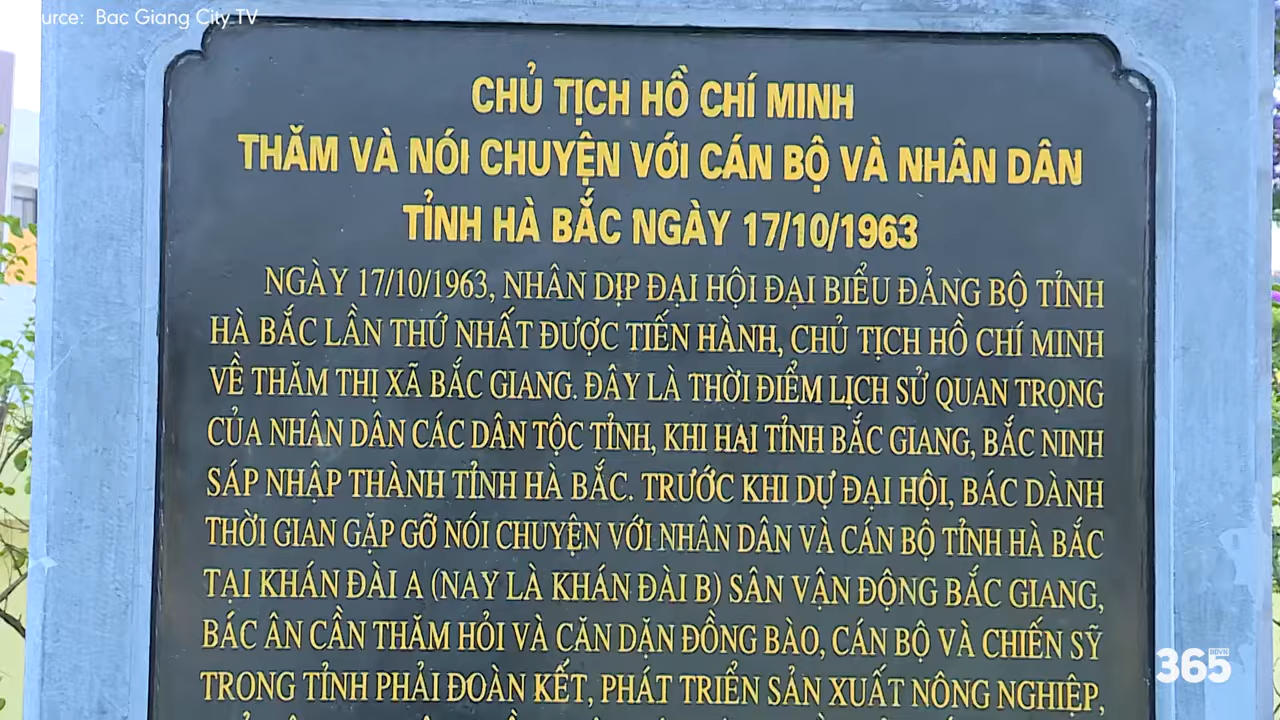 urce: Bac Giang City TV
CHỦ TỊCH HỒ CHÍ MINH
THĂM VÀ NÓI CHUYỆN VỚI CÁN BỘ VÀ NHÂN DÂN
TỈNH HÀ BẮC NGÀY 17/10/1963
NGÀY 17/10/1963, NHÂN DỊP ĐẠI HỘI ĐẠI BIỂU ĐẢNG BỘ TỈNH
HÀ BẮC LẦN THỨ NHẤT ĐƯỢC TIẾN HÀNH, CHỦ TỊCH HỒ CHÍ MINH
VỀ THĂM THỊ XÃ BẮC GIANG. ĐÂY LÀ THỜI ĐIỂM LỊCH SỬ QUAN TRỌNG
CỦA NHÂN DÂN CÁC DÂN TỘC TỈNH, KHI HAI TỈNH BẮC GIANG, BẮC NINH
SÁP NHẬP THÀNH TỈNH HÀ BẮC. TRƯỚC KHI DỰ ĐẠI HỘI, BÁC DÀNH
THỜI GIAN GẶP GỠ NÓI CHUYỆN VỚI NHÂN DÂN VÀ CÁN BỘ TỈNH HÀ BẮC
TẠI KHÁN ĐÀI A (NAY LÀ KHÁN ĐÀI B) SÂN VẬN ĐỘNG BẮC GIANG,
BÁC ÂN CẦN THĂM HỎI VÀ CĂN DẶN ĐỒNG BÀO, CÁN BỘ VÀ CHIẾN SỸ
TRONG TỈNH PHẢI ĐOÀN KẾT, PHÁT TRIỂN SẢN XUẤT NÔNG NGHIỆP,
365 BDVN